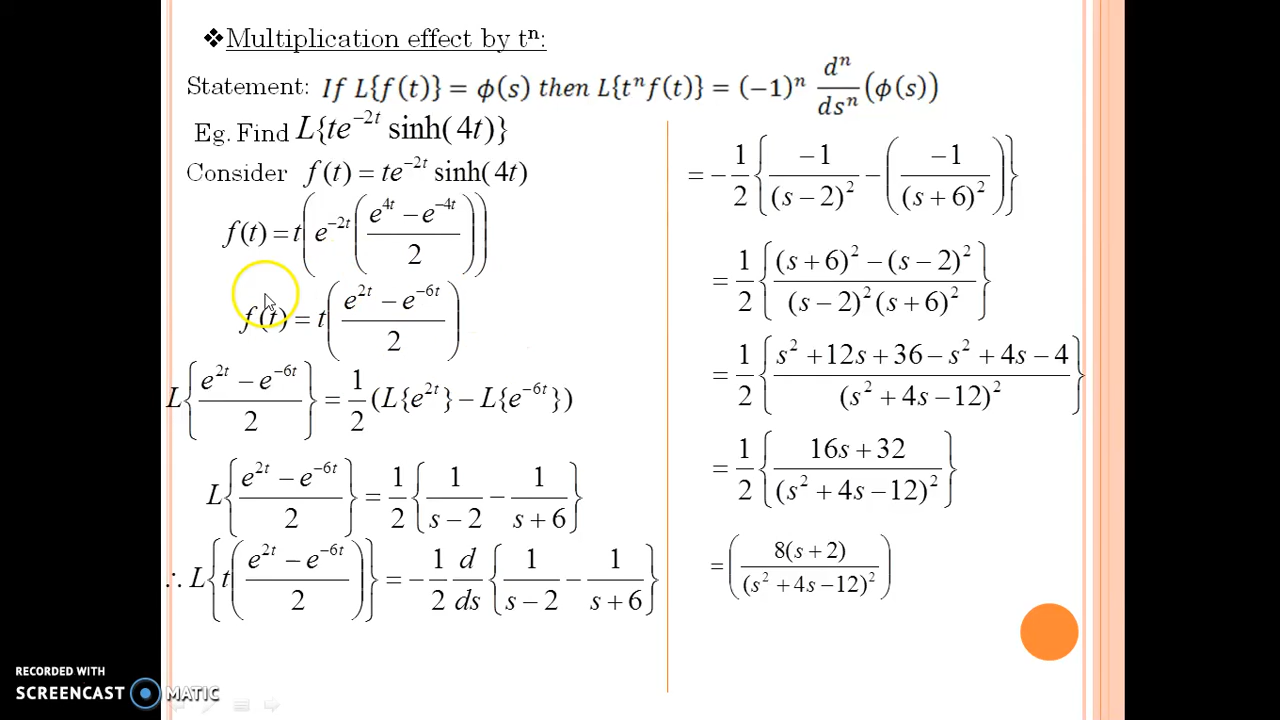 ❖Multiplication effect by tⁿ:
Statement: If L{f(t)} = ϕ(s) then L{tⁿf(t)} = (−1)ⁿ dⁿ/dsⁿ (ϕ(s))
Eg. Find L{te^{−2t} sinh(4t)}
Consider f(t) = te^{−2t} sinh(4t)
f(t) = t(e^{−2t}((e^{4t} − e^{−4t})/2))
f(t) = t((e^{2t} − e^{−6t})/2)
L{(e^{2t} − e^{−6t})/2} = 1/2 (L{e^{2t}} − L{e^{−6t}})
L{(e^{2t} − e^{−6t})/2} = 1/2 {1/(s−2) − 1/(s+6)}
∴ L{t((e^{2t} − e^{−6t})/2)} = −1/2 d/ds {1/(s−2) − 1/(s+6)}
= −1/2 {−1/(s−2)² − (−1/(s+6)²)}
= 1/2 {((s+6)² − (s−2)²)/((s−2)²(s+6)²)}
= 1/2 {(s² + 12s + 36 − s² + 4s − 4)/(s² + 4s − 12)²}
= 1/2 {(16s + 32)/(s² + 4s − 12)²}
= (8(s+2)/(s² + 4s − 12)²)
RECORDED WITH
SCREENCAST MATIC